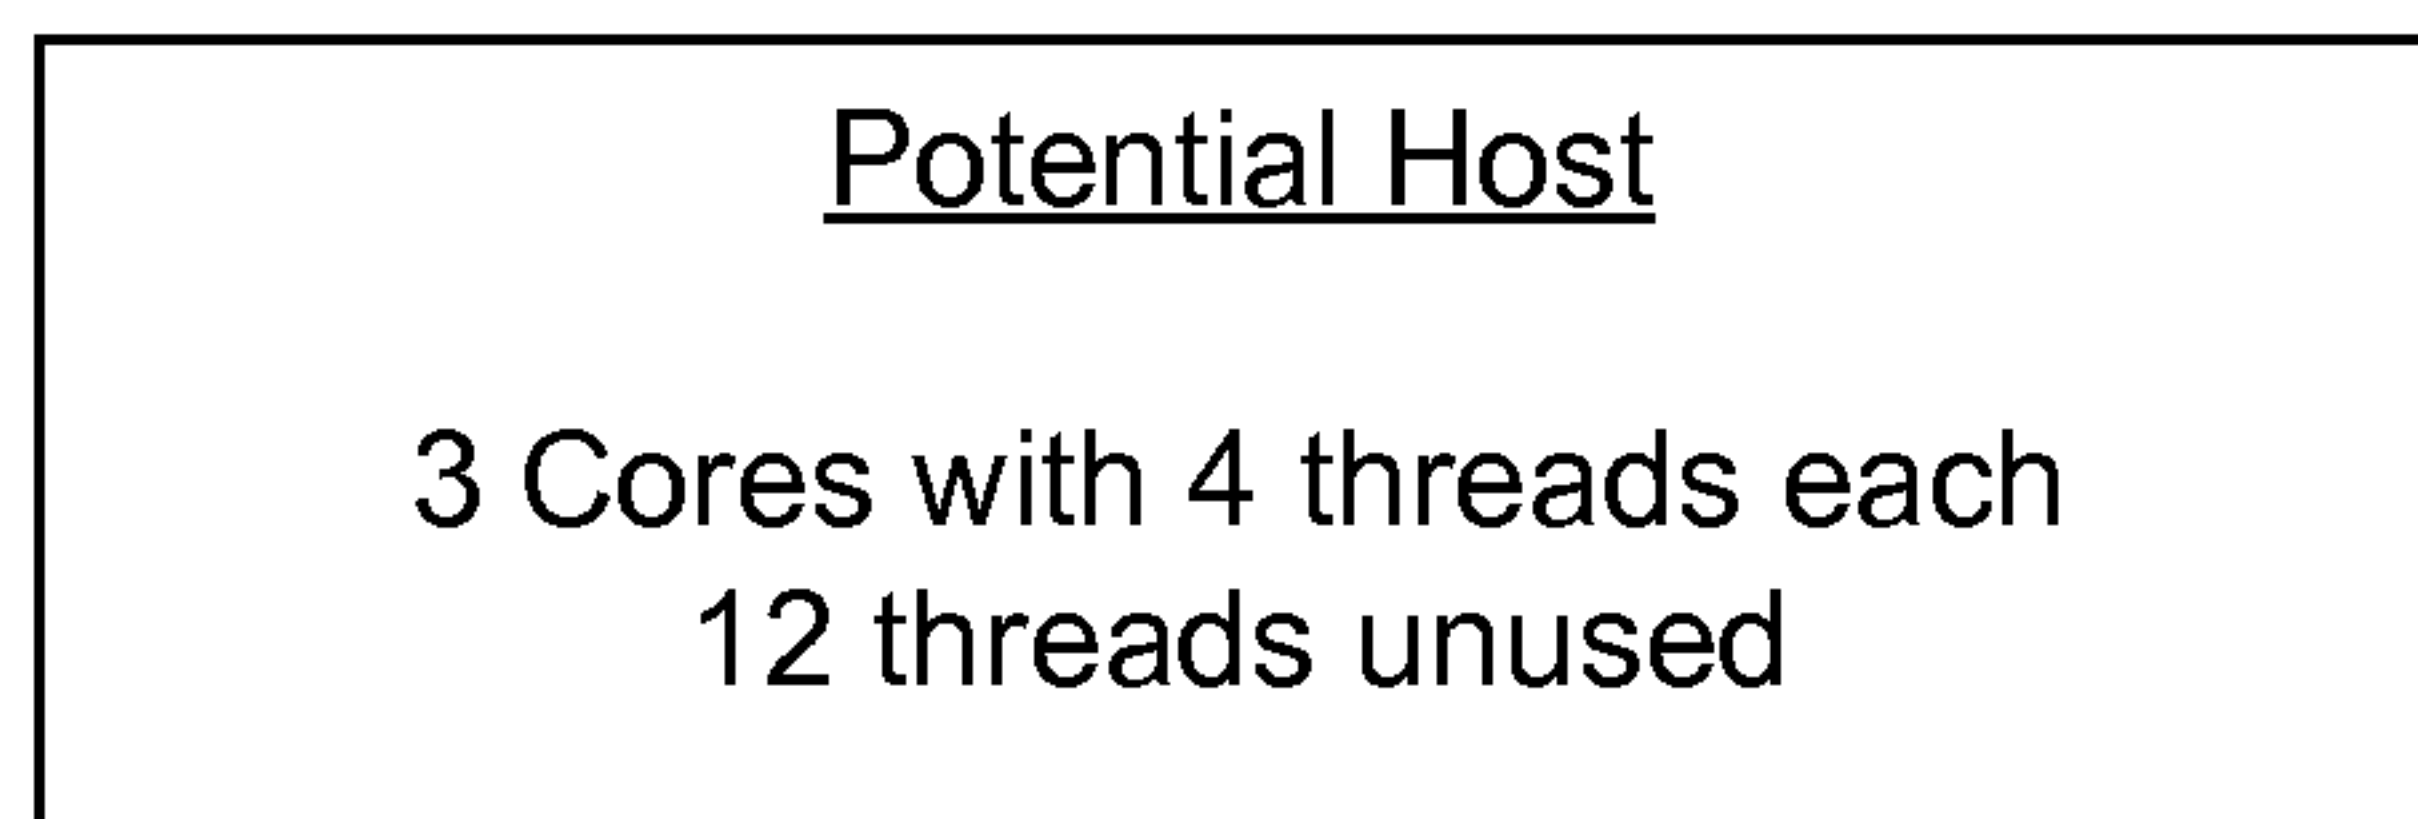 Potential Host
3 Cores with 4 threads each
12 threads unused